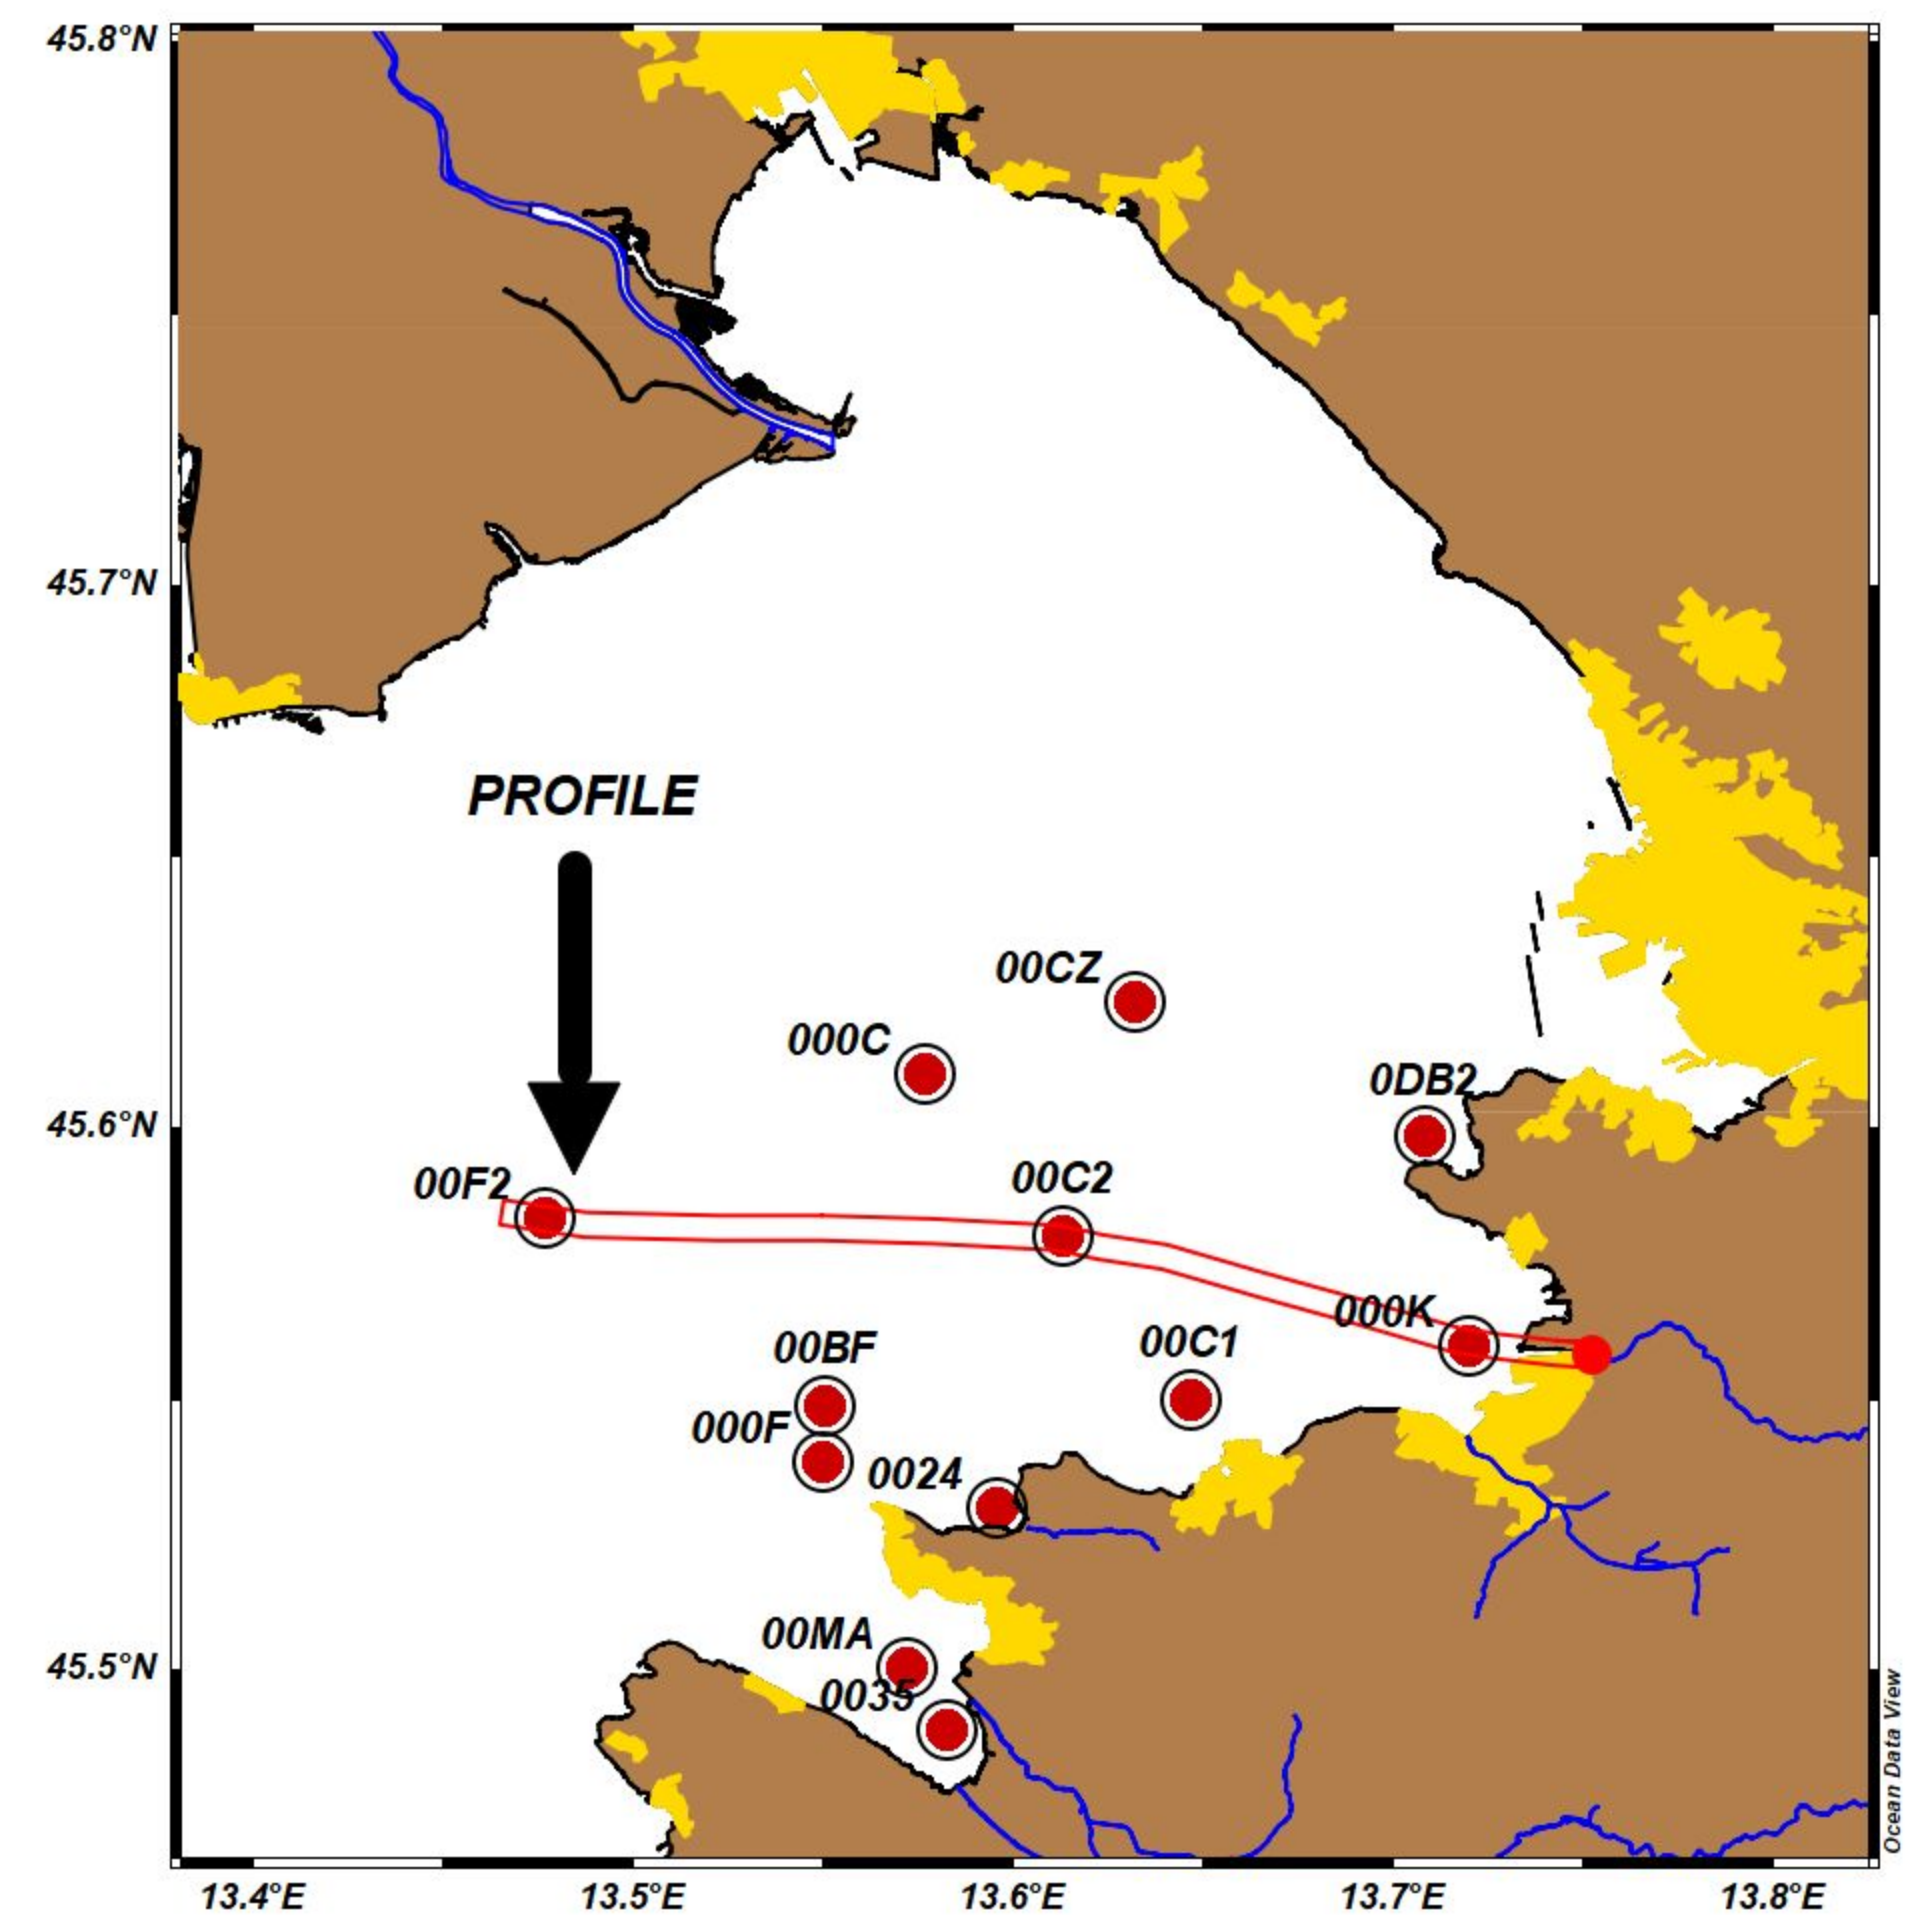 45.8°N
45.7°N
PROFILE
00CZ
000C
0DB2
45.6°N
00F2
00C2
000K
00BF
00C1
000F
0024
00MA
45.5°N
0035
Ocean Data View
13.4°E
13.5°E
13.6°E
13.7°E
13.8°E